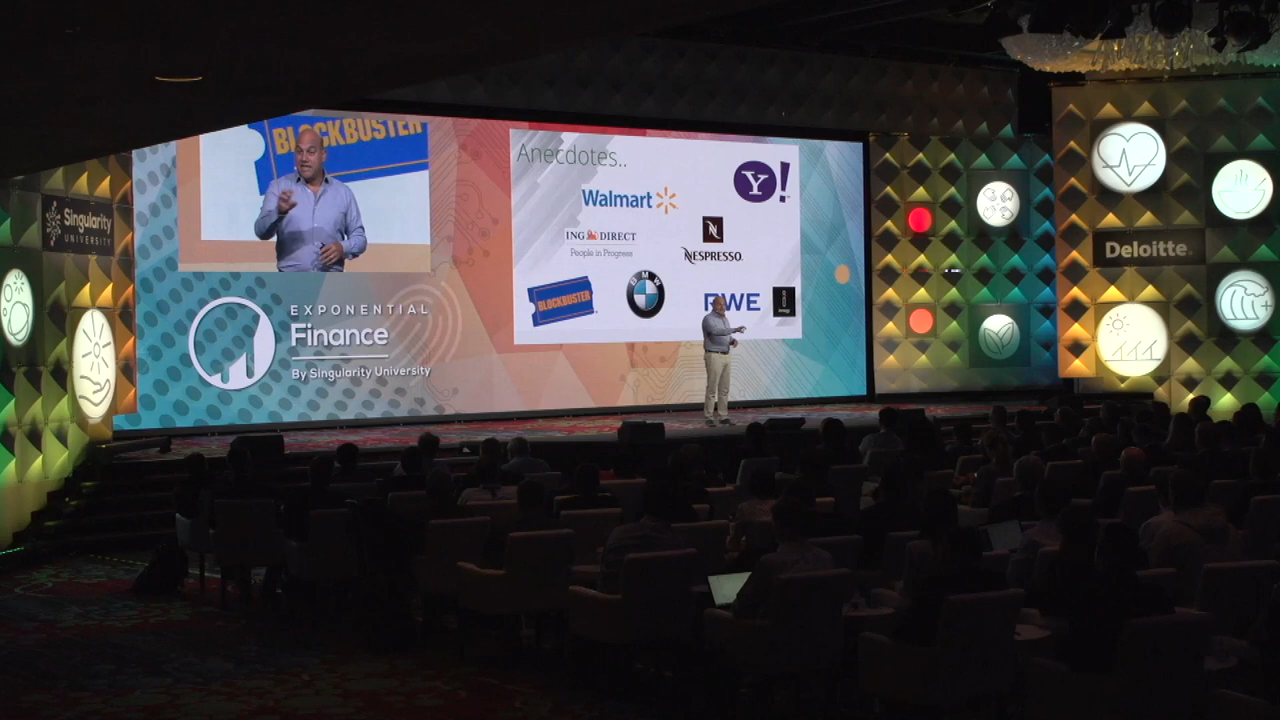 BLOCKBUSTER
Anecdotes..
Walmart
Y!
ING DIRECT
People in Progress
N
NESPRESSO.
BLOCKBUSTER
BMW
RWE
EXPONENTIAL
Finance
By Singularity University
Singularity
UNIVERSITY
Deloitte.